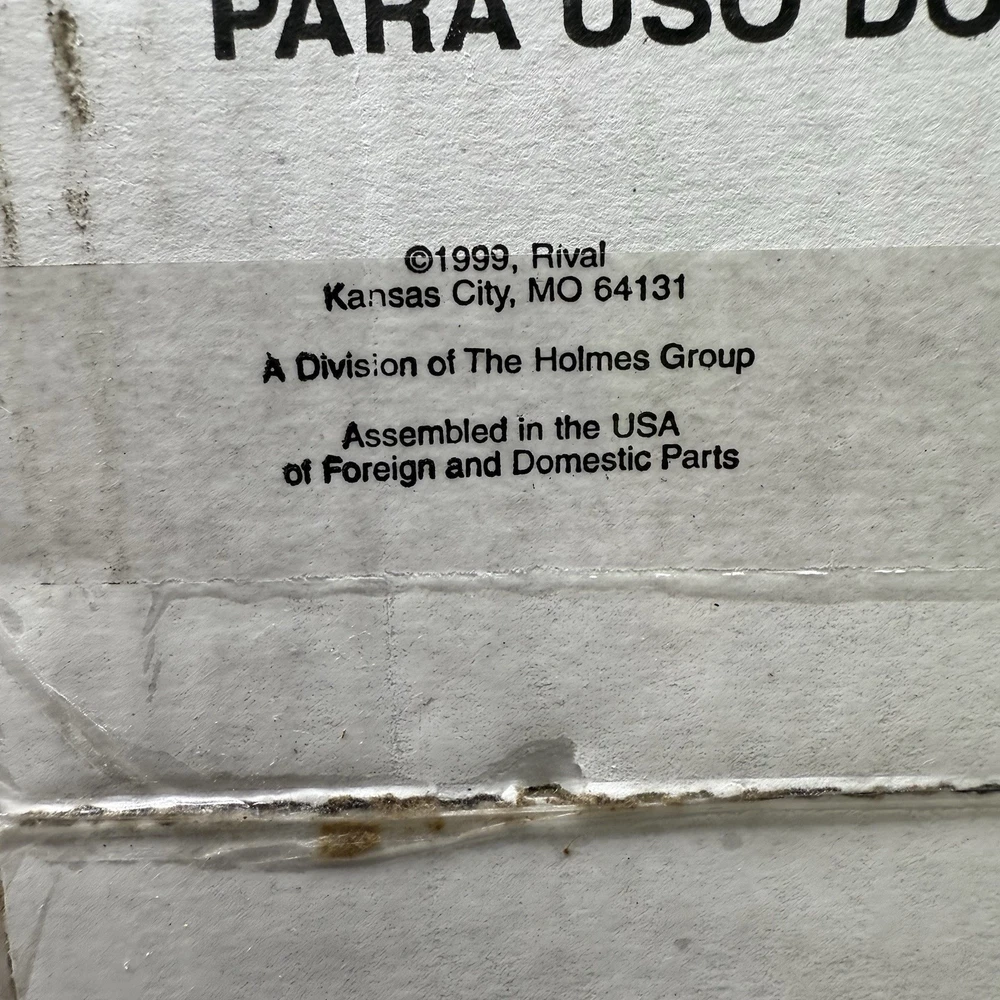 PARA USO DO
©1999, Rival
Kansas City, MO 64131
A Division of The Holmes Group
Assembled in the USA
of Foreign and Domestic Parts